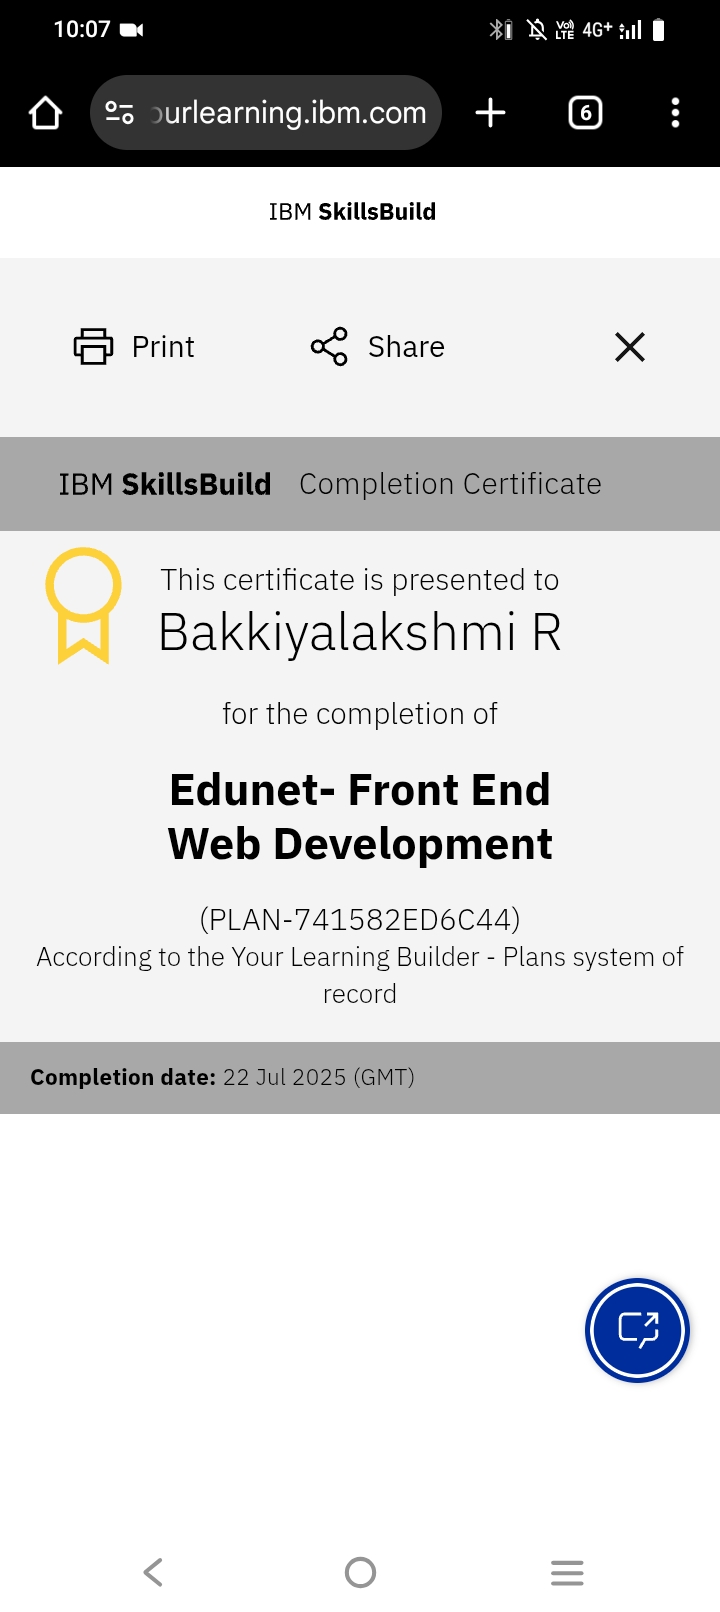 10:07 Vo) LTE 4G+
ourlearning.ibm.com 6
IBM SkillsBuild
Print Share
IBM SkillsBuild Completion Certificate
This certificate is presented to
Bakkiyalakshmi R
for the completion of
Edunet- Front End
Web Development
(PLAN-741582ED6C44)
According to the Your Learning Builder - Plans system of
record
Completion date: 22 Jul 2025 (GMT)